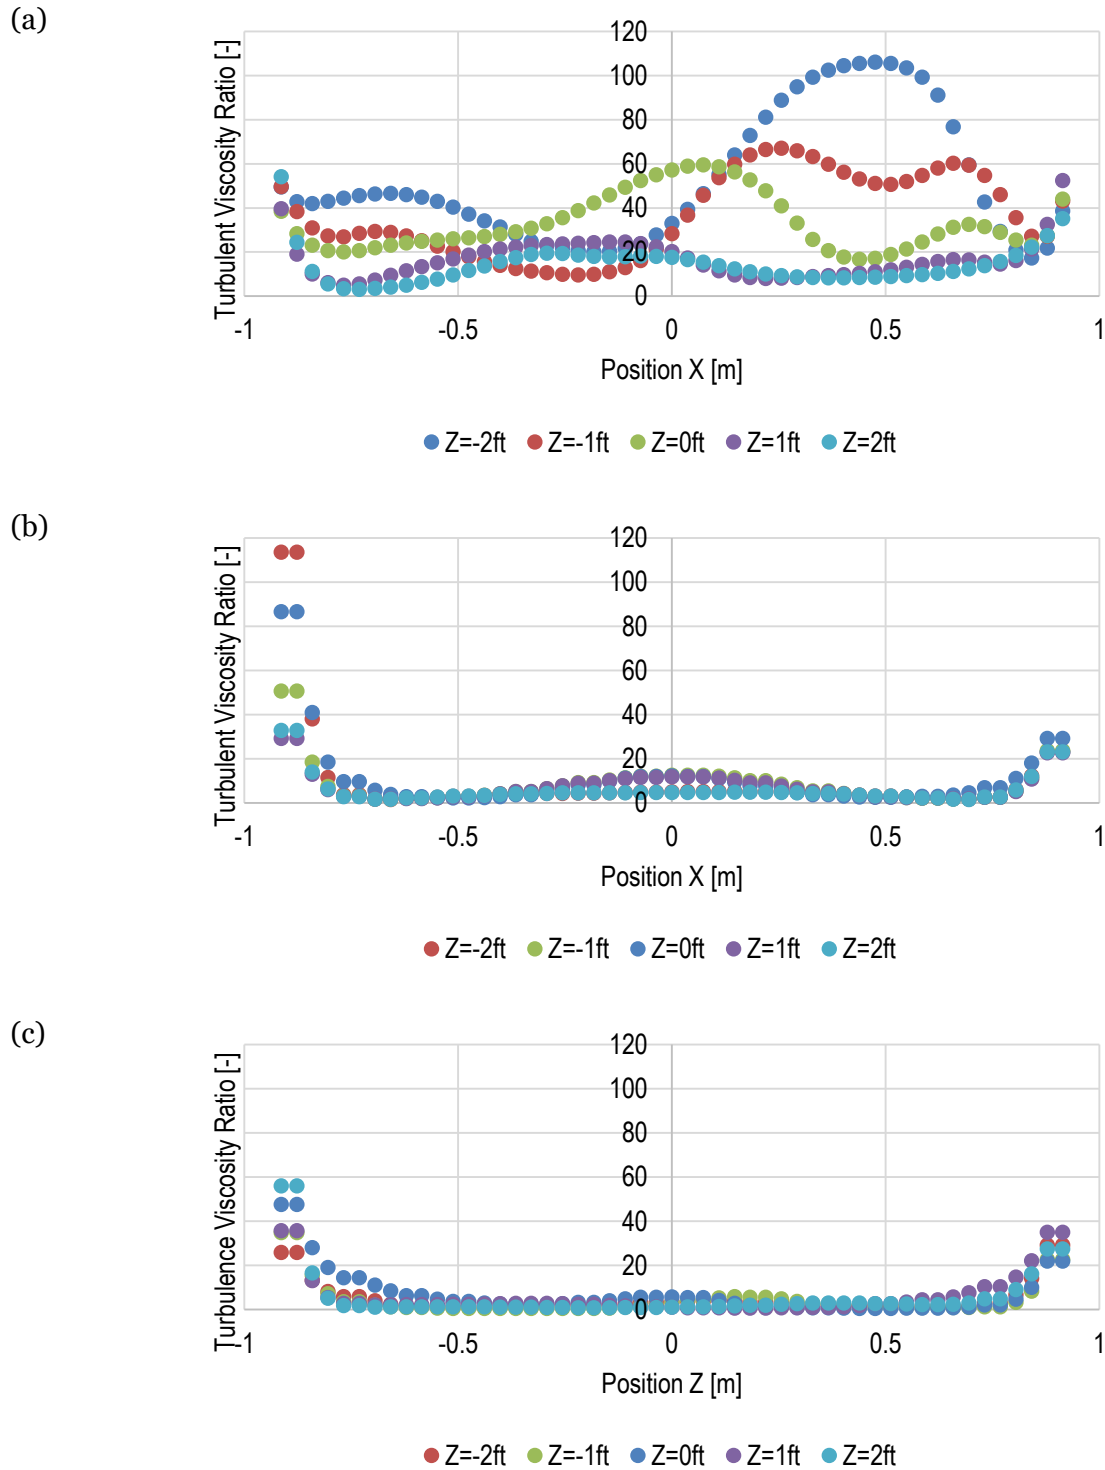 (a)
Turbulent Viscosity Ratio [-]
120
100
80
60
40
20
0
-1 -0.5 0 0.5 1
Position X [m]
Z=-2ft Z=-1ft Z=0ft Z=1ft Z=2ft
(b)
Turbulent Viscosity Ratio [-]
120
100
80
60
40
20
0
-1 -0.5 0 0.5 1
Position X [m]
Z=-2ft Z=-1ft Z=0ft Z=1ft Z=2ft
(c)
Turbulence Viscosity Ratio [-]
120
100
80
60
40
20
0
-1 -0.5 0 0.5 1
Position Z [m]
Z=-2ft Z=-1ft Z=0ft Z=1ft Z=2ft